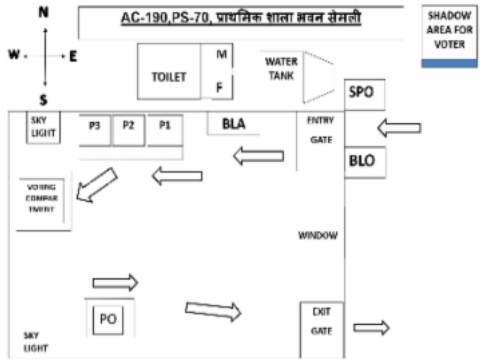 N
AC-190,PS-70, प्राथमिक शाला भवन सेमली
SHADOW
AREA FOR
VOTER
W
E
S
TOILET
M
F
WATER
TANK
SPO
SKY
LIGHT
P3
P2
P1
BLA
ENTRY
GATE
BLO
VOTING
COMPAR
TMENT
WINDOW
PO
EXIT
GATE
SKY
LIGHT